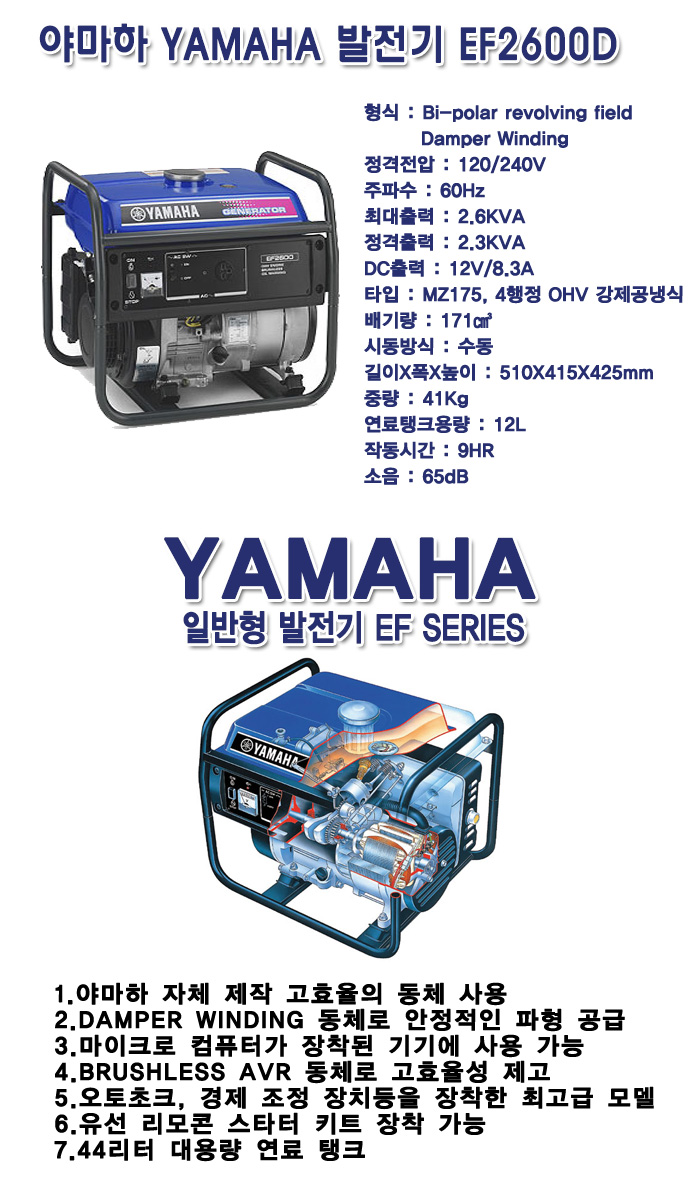 야마하 YAMAHA 발전기 EF2600D
형식 : Bi-polar revolving field
Damper Winding
정격전압 : 120/240V
주파수 : 60Hz
최대출력 : 2.6KVA
정격출력 : 2.3KVA
DC출력 : 12V/8.3A
타입 : MZ175, 4행정 OHV 강제공냉식
배기량 : 171㎤
시동방식 : 수동
길이X폭X높이 : 510X415X425mm
중량 : 41Kg
연료탱크용량 : 12L
작동시간 : 9HR
소음 : 65dB
YAMAHA
GENERATOR
EF2600
ON
STOP
AC SW
AC
YAMAHA
일반형 발전기 EF SERIES
YAMAHA
1.야마하 자체 제작 고효율의 동체 사용
2.DAMPER WINDING 동체로 안정적인 파형 공급
3.마이크로 컴퓨터가 장착된 기기에 사용 가능
4.BRUSHLESS AVR 동체로 고효율성 제고
5.오토초크, 경제 조정 장치등을 장착한 최고급 모델
6.유선 리모콘 스타터 키트 장착 가능
7.44리터 대용량 연료 탱크